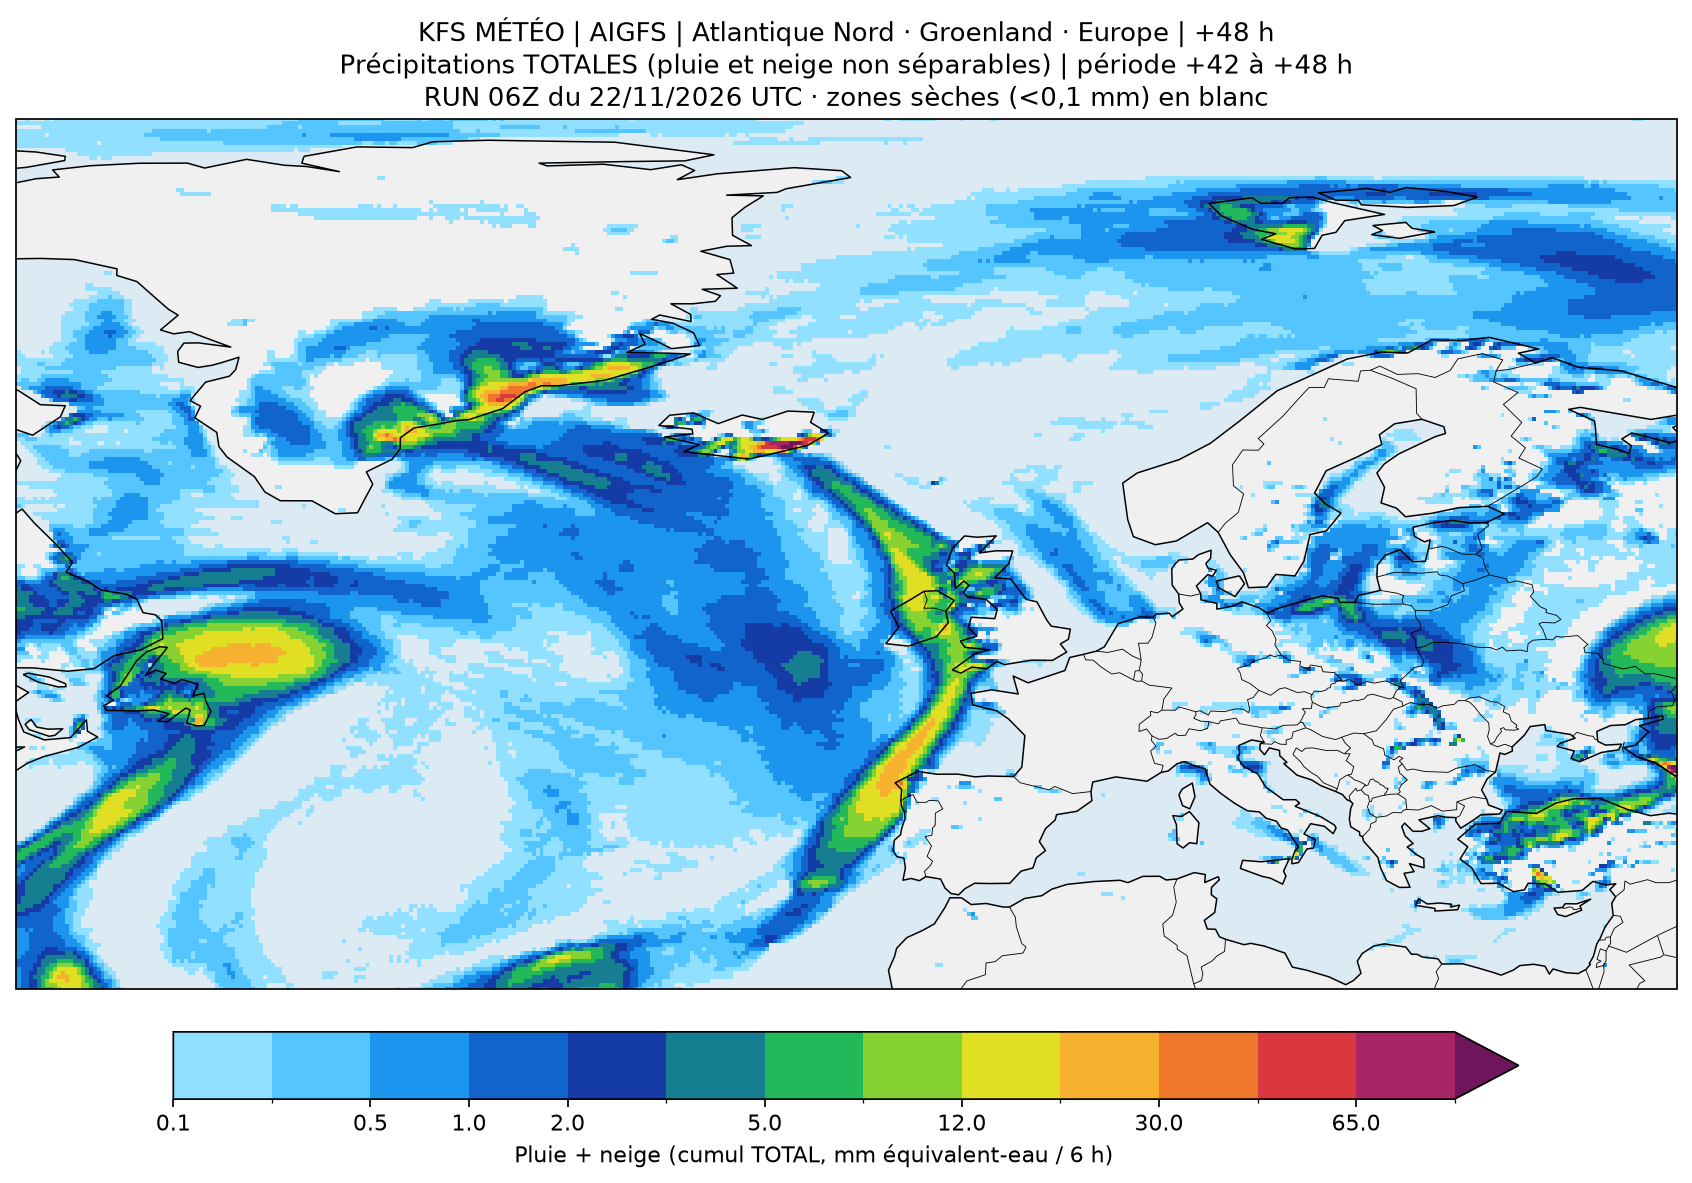 KFS MÉTÉO | AIGFS | Atlantique Nord · Groenland · Europe | +48 h
Précipitations TOTALES (pluie et neige non séparables) | période +42 à +48 h
RUN 06Z du 22/11/2026 UTC · zones sèches (<0,1 mm) en blanc
0.1 0.5 1.0 2.0 5.0 12.0 30.0 65.0
Pluie + neige (cumul TOTAL, mm équivalent-eau / 6 h)